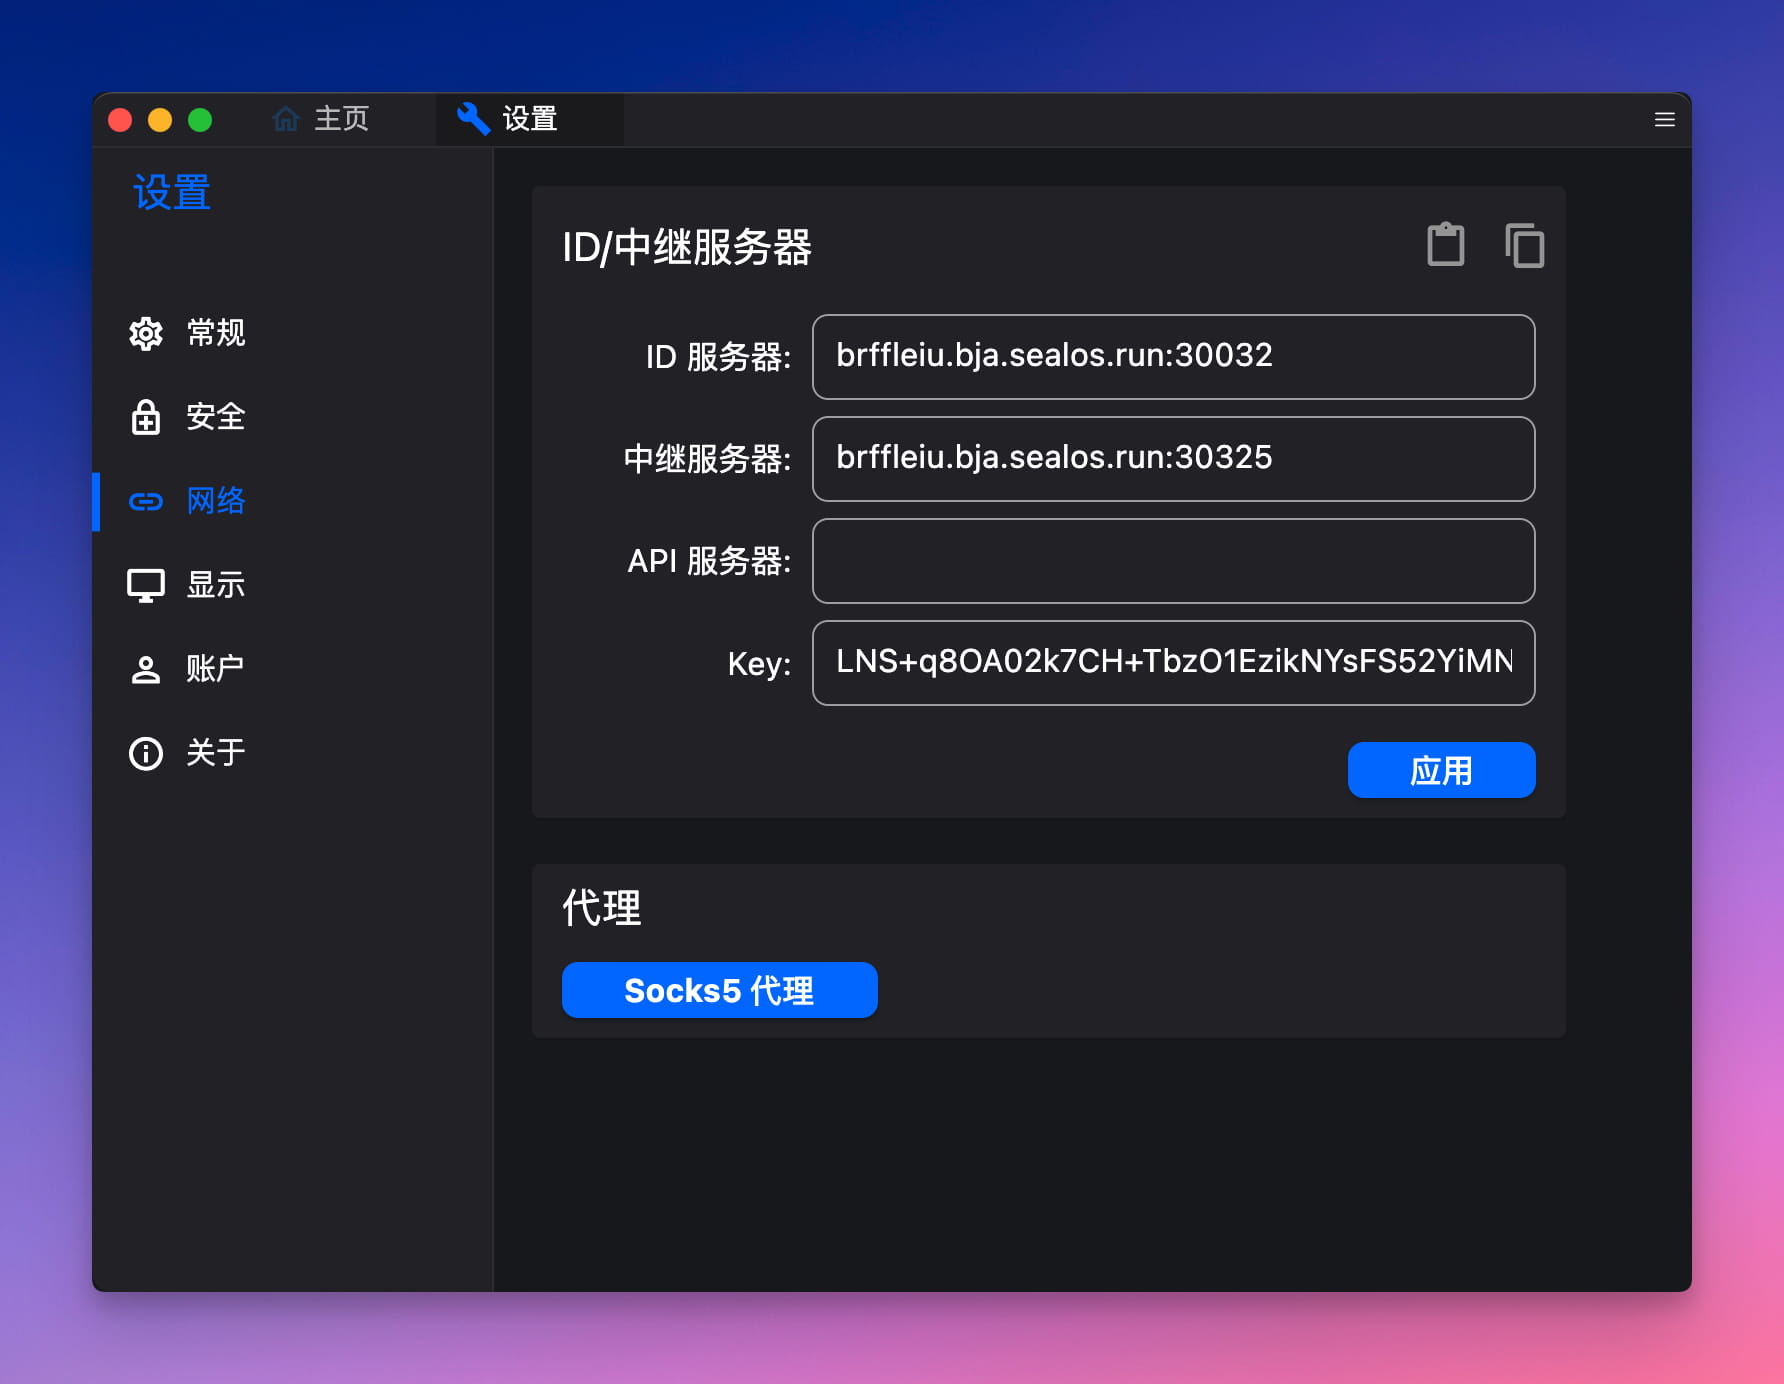 主页
设置
设置
常规
安全
网络
显示
账户
关于
ID/中继服务器
ID 服务器: brffleiu.bja.sealos.run:30032
中继服务器: brffleiu.bja.sealos.run:30325
API 服务器:
Key: LNS+q8OA02k7CH+TbzO1EzikNYsFS52YiMN
应用
代理
Socks5 代理